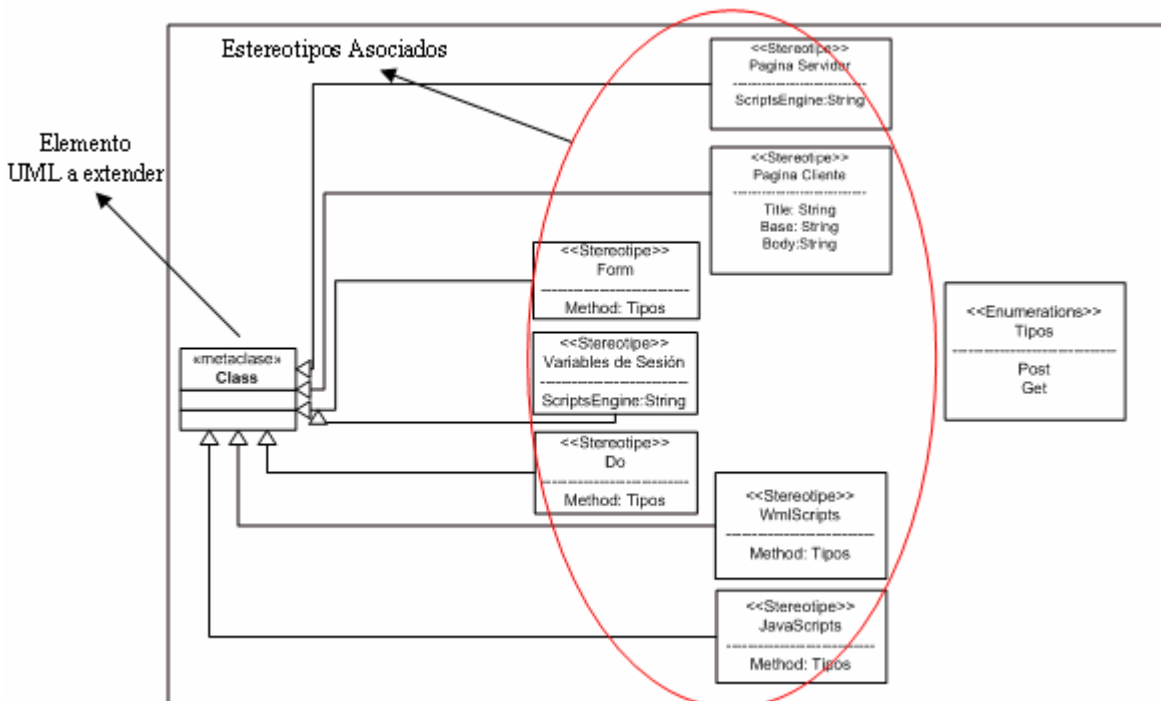 Estereotipos Asociados
Elemento
UML a extender
<<Stereotipe>>
Pagina Servidor
ScriptsEngine:String
<<Stereotipe>>
Pagina Cliente
Title: String
Base: String
Body:String
<<Stereotipe>>
Form
Method: Tipos
<<Enumerations>>
Tipos
Post
Get
«metaclase»
Class
<<Stereotipe>>
Variables de Sesión
ScriptsEngine:String
<<Stereotipe>>
Do
Method: Tipos
<<Stereotipe>>
WmlScripts
Method: Tipos
<<Stereotipe>>
JavaScripts
Method: Tipos